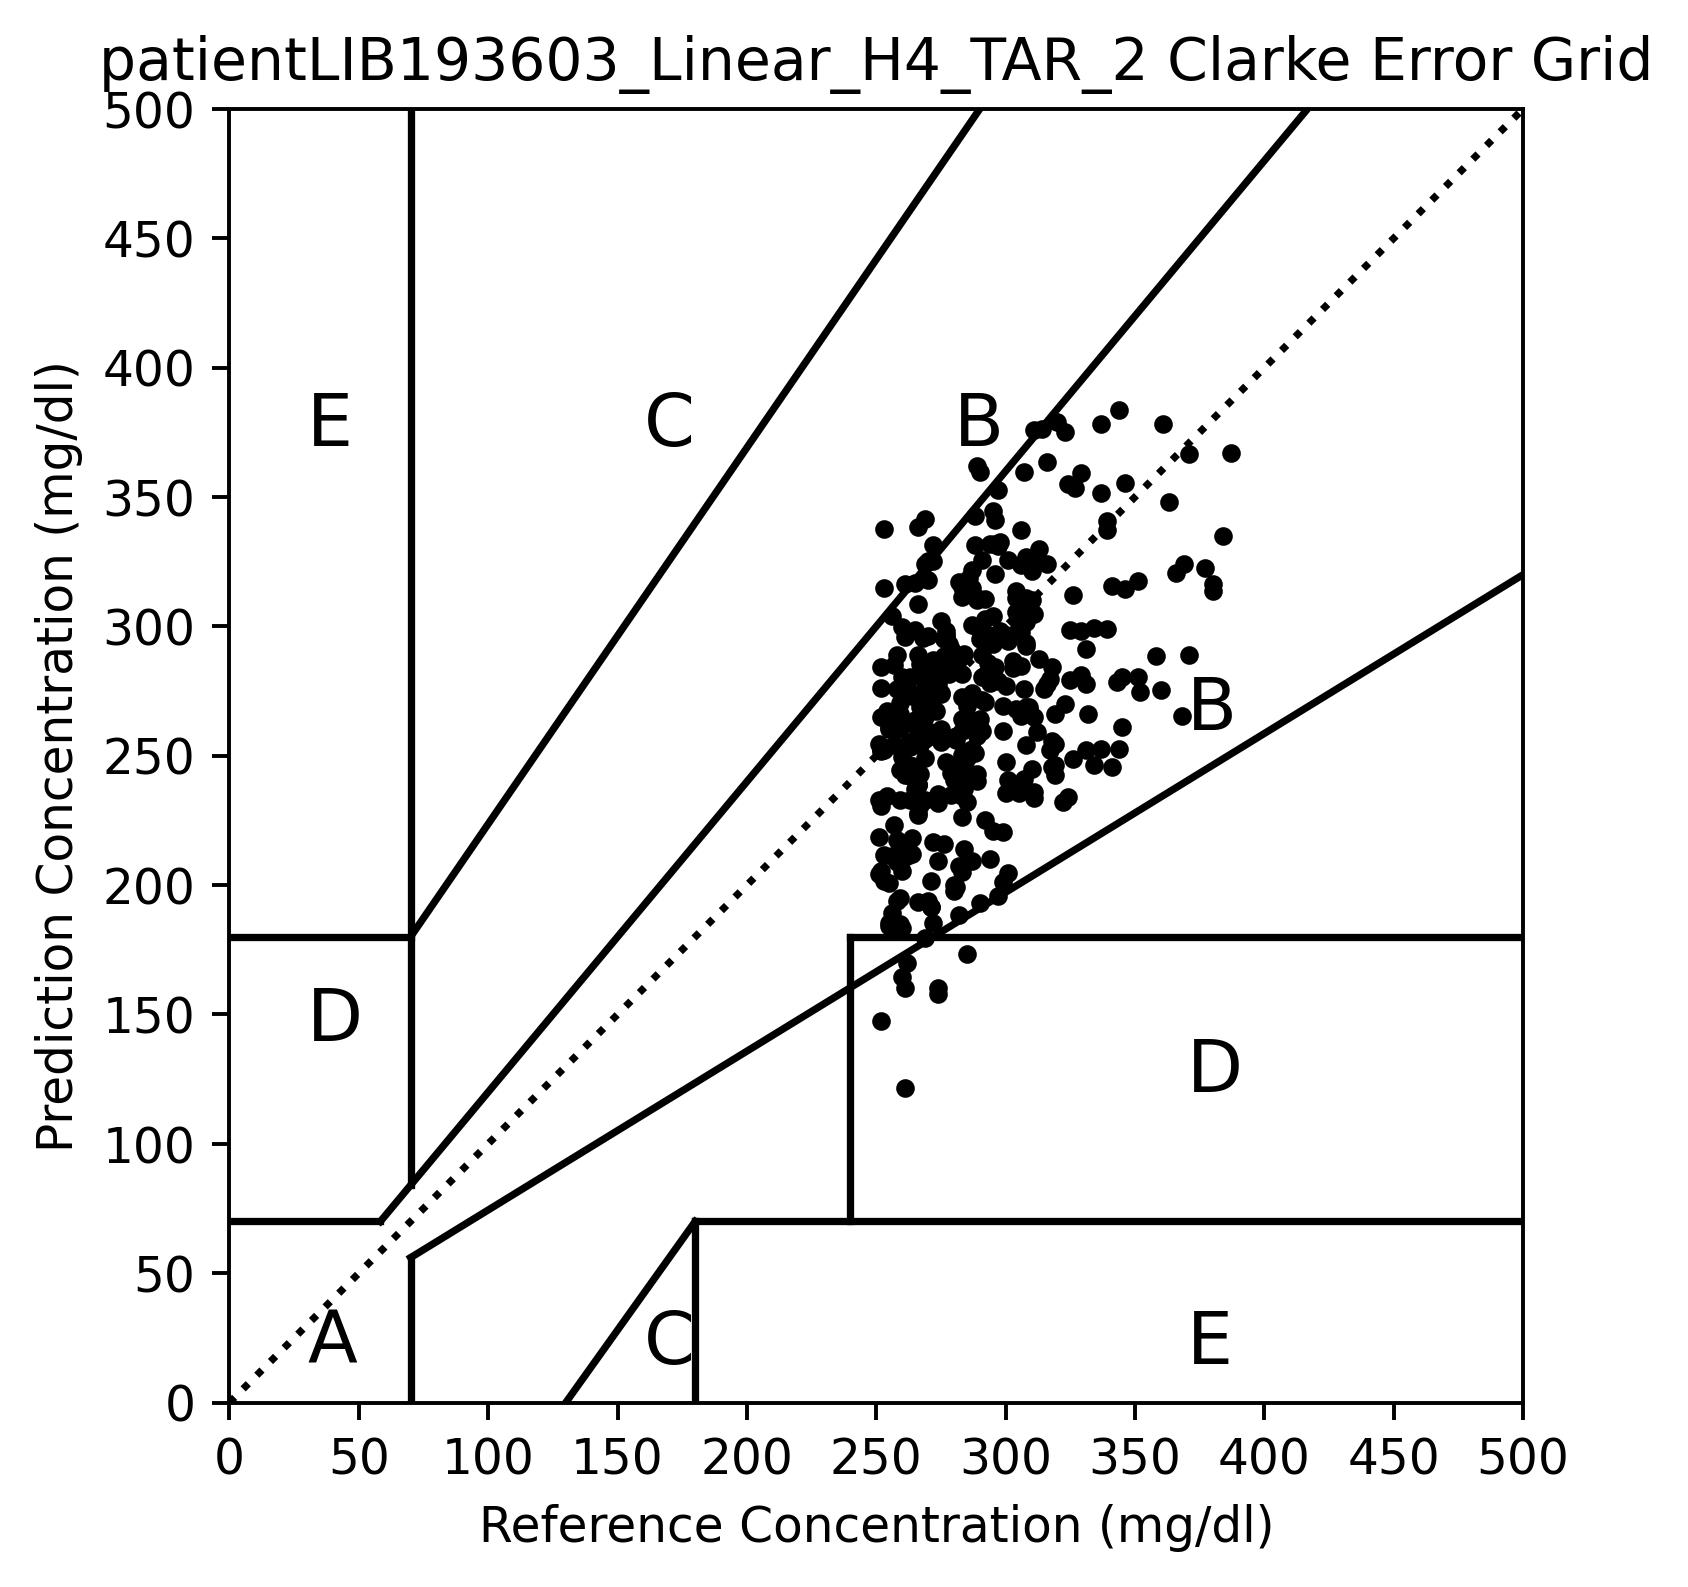 patientLIB193603_Linear_H4_TAR_2 Clarke Error Grid
Prediction Concentration (mg/dl)
500
450
400
350
300
250
200
150
100
50
0
E
C
B
D
B
D
A
C
E
0 50 100 150 200 250 300 350 400 450 500
Reference Concentration (mg/dl)